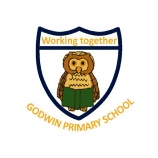 Working together
GODWIN PRIMARY SCHOOL